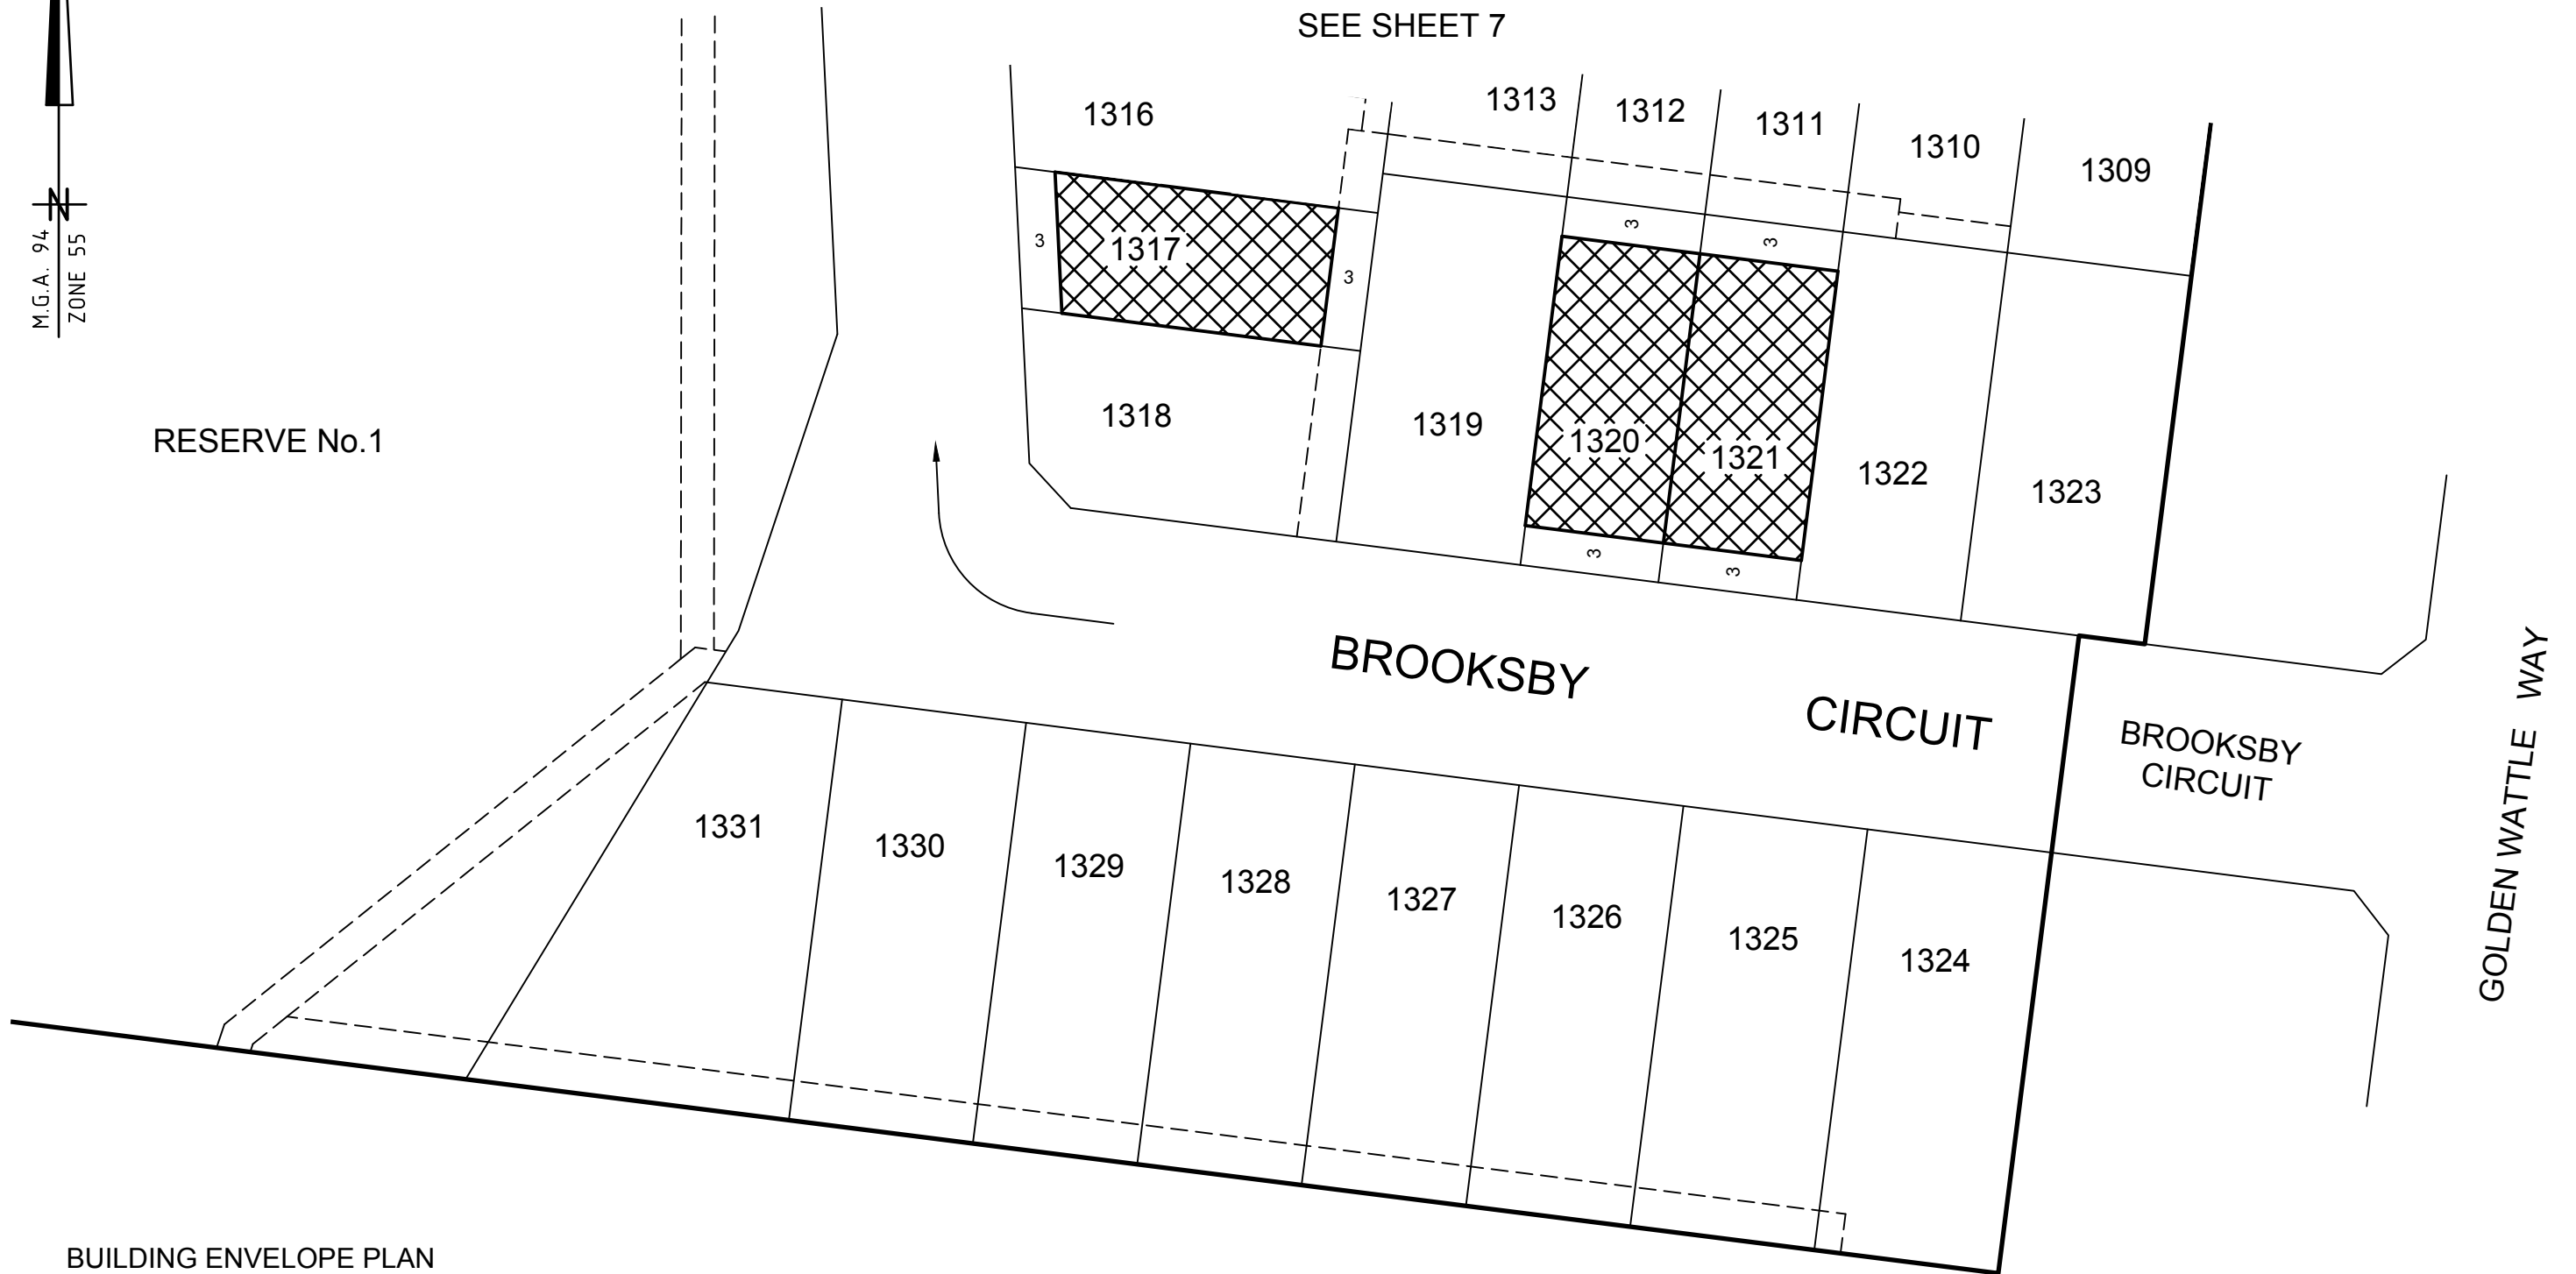 SEE SHEET 7
N
M.G.A. 94
ZONE 55
1316
1313
1312
1311
1310
1309
1317
3
3
3
3
RESERVE No.1
1318
1319
1320
1321
1322
1323
3
3
BROOKSBY CIRCUIT
BROOKSBY
CIRCUIT
GOLDEN WATTLE WAY
1331
1330
1329
1328
1327
1326
1325
1324
BUILDING ENVELOPE PLAN